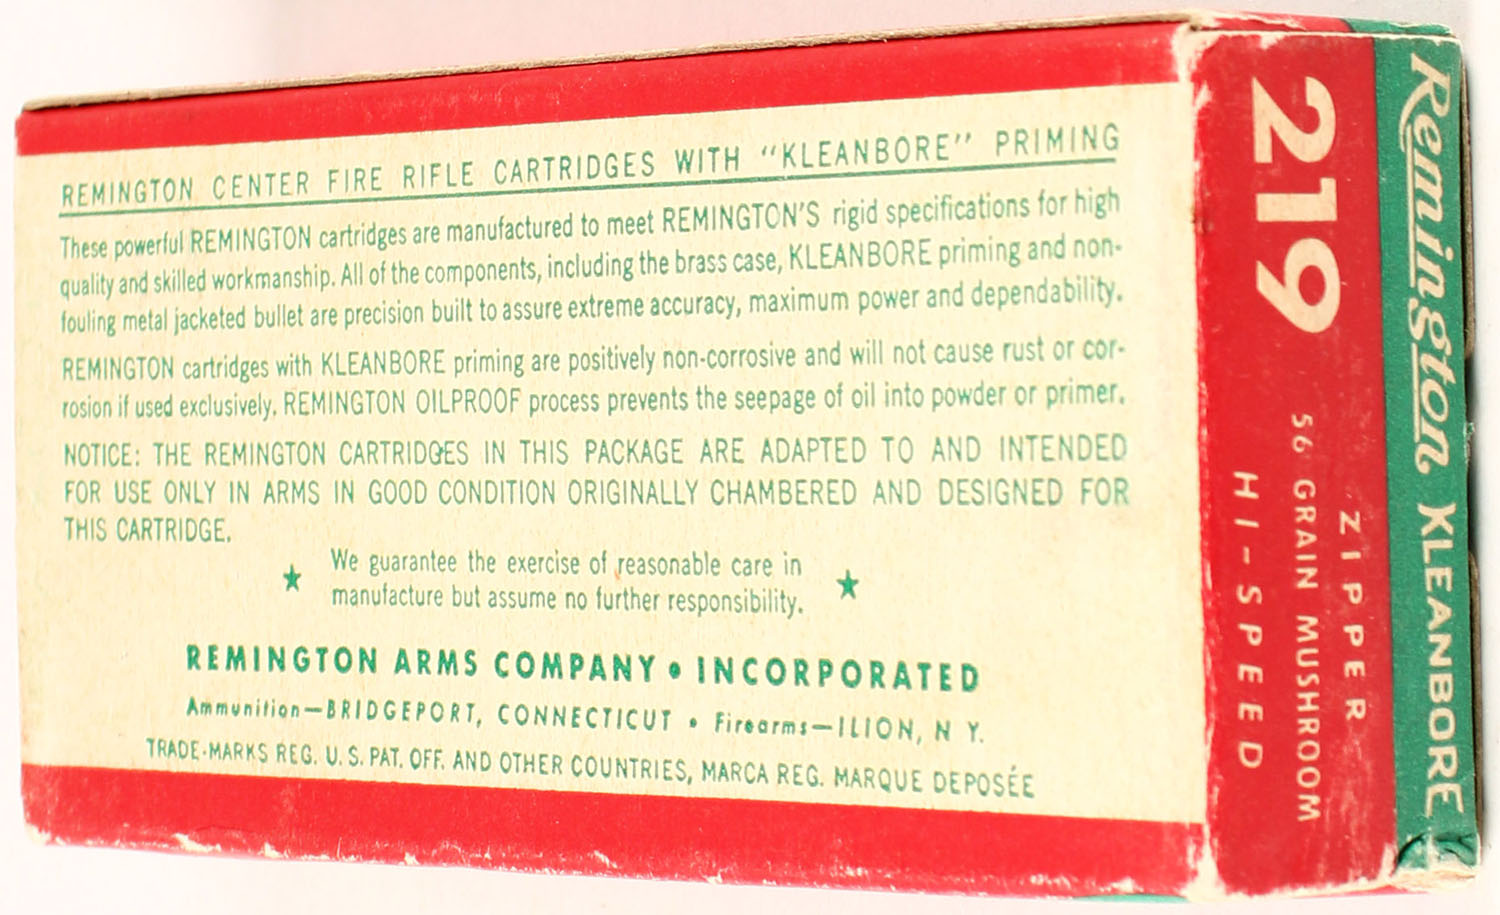 REMINGTON CENTER FIRE RIFLE CARTRIDGES WITH "KLEANBORE" PRIMING
These powerful REMINGTON cartridges are manufactured to meet REMINGTON'S rigid specifications for high
quality and skilled workmanship. All of the components, including the brass case, KLEANBORE priming and non-
fouling metal jacketed bullet are precision built to assure extreme accuracy, maximum power and dependability.
REMINGTON cartridges with KLEANBORE priming are positively non-corrosive and will not cause rust or cor-
rosion if used exclusively. REMINGTON OILPROOF process prevents the seepage of oil into powder or primer.
NOTICE: THE REMINGTON CARTRIDGES IN THIS PACKAGE ARE ADAPTED TO AND INTENDED
FOR USE ONLY IN ARMS IN GOOD CONDITION ORIGINALLY CHAMBERED AND DESIGNED FOR
THIS CARTRIDGE.
★ We guarantee the exercise of reasonable care in ★
manufacture but assume no further responsibility.
REMINGTON ARMS COMPANY • INCORPORATED
Ammunition—BRIDGEPORT, CONNECTICUT • Firearms—ILION, N Y.
TRADE-MARKS REG. U. S. PAT. OFF. AND OTHER COUNTRIES, MARCA REG. MARQUE DEPOSÉE
Remington KLEANBORE
219
ZIPPER
56 GRAIN MUSHROOM
HI-SPEED